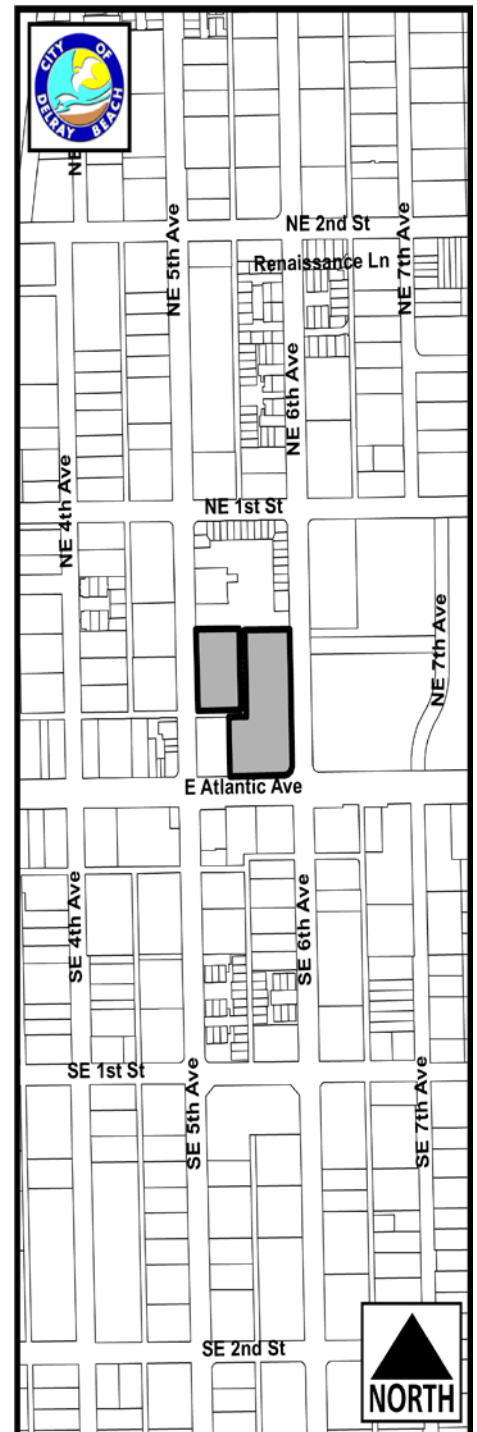 CITY OF
DELRAY BEACH
NE
NE 2nd St
Renaissance Ln
NE 5th Ave
NE 7th Ave
NE 6th Ave
NE 1st St
NE 4th Ave
NE 7th Ave
E Atlantic Ave
SE 4th Ave
SE 6th Ave
SE 1st St
SE 5th Ave
SE 7th Ave
SE 2nd St
NORTH